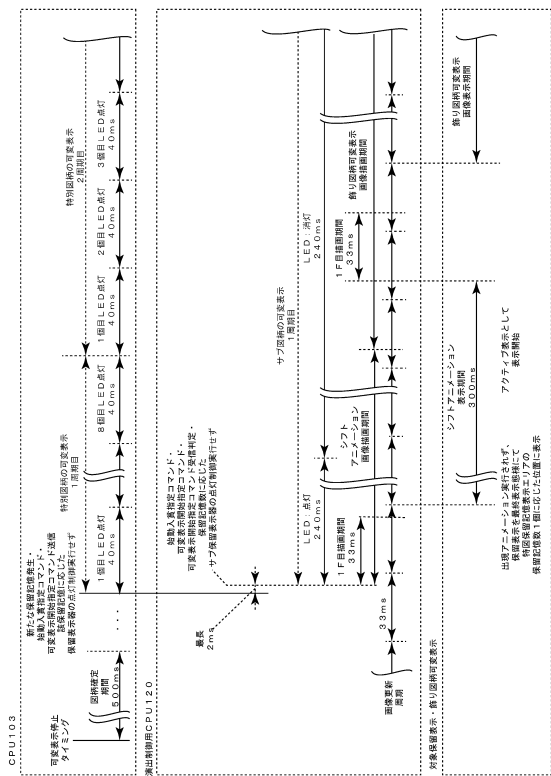 CPU103
可変表示停止
タイミング
図柄確定
期間
500ms
・・・
新たな保留記憶発生・
始動入賞指定コマンド・
可変表示開始指定コマンド送信
該保留記憶に応じた
保留表示器の点灯制御実行せず
特別図柄の可変表示
1周期目
1個目LED点灯
40ms
8個目LED点灯
40ms
特別図柄の可変表示
2周期目
1個目LED点灯
40ms
2個目LED点灯
40ms
3個目LED点灯
40ms
演出制御用CPU120
最長
2ms
始動入賞指定コマンド・
可変表示開始指定コマンド・
可変表示開始指定コマンド受信判定・
保留記憶数に応じた
サブ保留表示器の点灯制御実行せず
サブ図柄の可変表示
1周期目
LED:点灯
240ms
LED:消灯
240ms
1F目描画期間
33ms
シフト
アニメーション
画像描画期間
1F目描画期間
33ms
飾り図柄可変表示
画像描画期間
画像更新
周期
33ms
対象保留表示・飾り図柄可変表示
出現アニメーション実行されず、
保留表示を最終表示態様にて
特図保留記憶表示エリアの
保留記憶数1個に応じた位置に表示
シフトアニメーション
表示期間
300ms
アクティブ表示として
表示開始
飾り図柄可変表示
画像表示期間